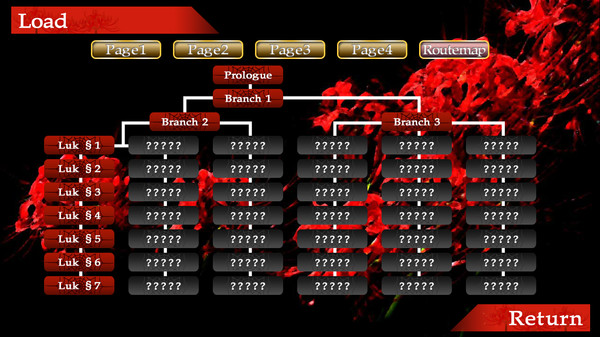 Load
Page1 Page2 Page3 Page4 Routemap
Prologue
Branch 1
Branch 2 Branch 3
Luk §1 ????? ????? ????? ????? ?????
Luk §2 ????? ????? ????? ????? ?????
Luk §3 ????? ????? ????? ????? ?????
Luk §4 ????? ????? ????? ????? ?????
Luk §5 ????? ????? ????? ????? ?????
Luk §6 ????? ????? ????? ????? ?????
Luk §7 ????? ????? ????? ????? ?????
Return